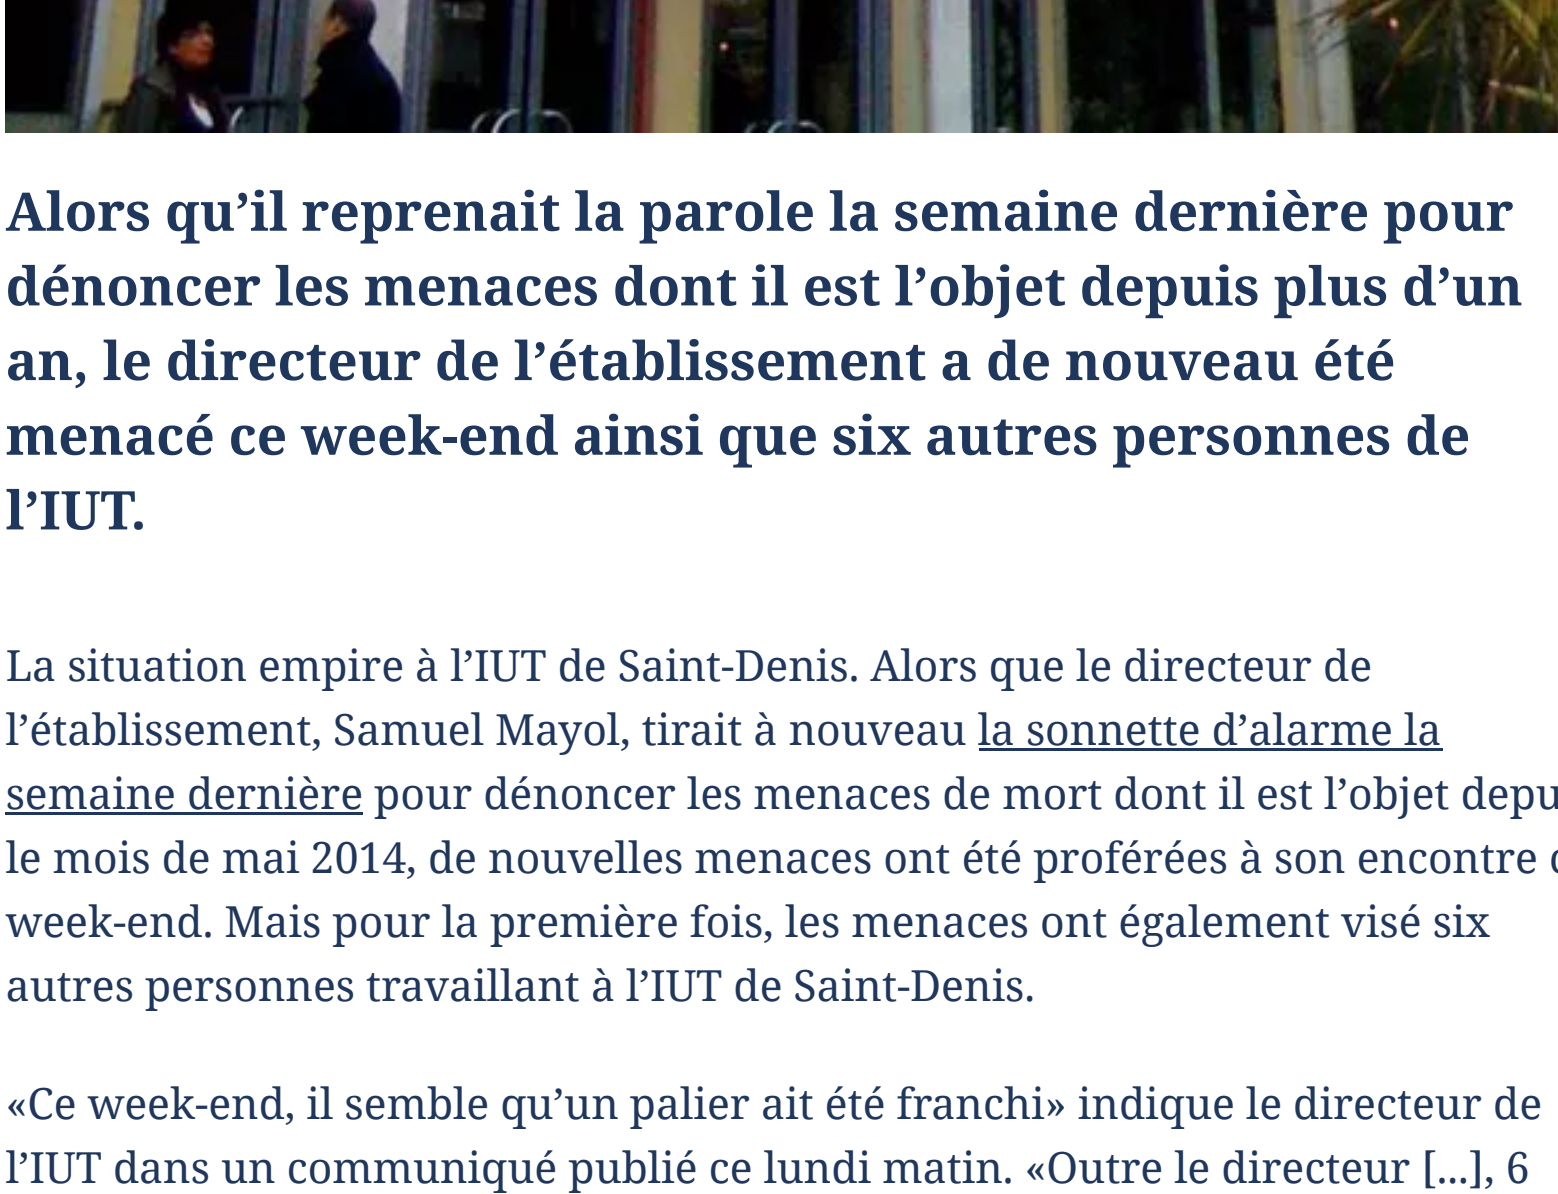 Alors qu’il reprenait la parole la semaine dernière pour
dénoncer les menaces dont il est l’objet depuis plus d’un
an, le directeur de l’établissement a de nouveau été
menacé ce week-end ainsi que six autres personnes de
l’IUT.
La situation empire à l’IUT de Saint-Denis. Alors que le directeur de
l’établissement, Samuel Mayol, tirait à nouveau la sonnette d’alarme la
semaine dernière pour dénoncer les menaces de mort dont il est l’objet depu
le mois de mai 2014, de nouvelles menaces ont été proférées à son encontre
week-end. Mais pour la première fois, les menaces ont également visé six
autres personnes travaillant à l’IUT de Saint-Denis.
«Ce week-end, il semble qu’un palier ait été franchi» indique le directeur de
l’IUT dans un communiqué publié ce lundi matin. «Outre le directeur [...], 6